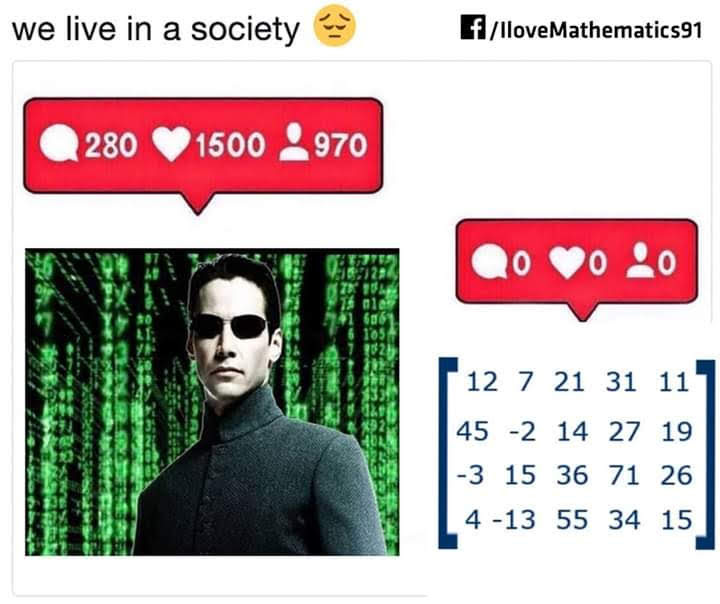 we live in a society 😔
f/IloveMathematics91
280 1500 970
0 0 0
12 7 21 31 11
45 -2 14 27 19
-3 15 36 71 26
4 -13 55 34 15